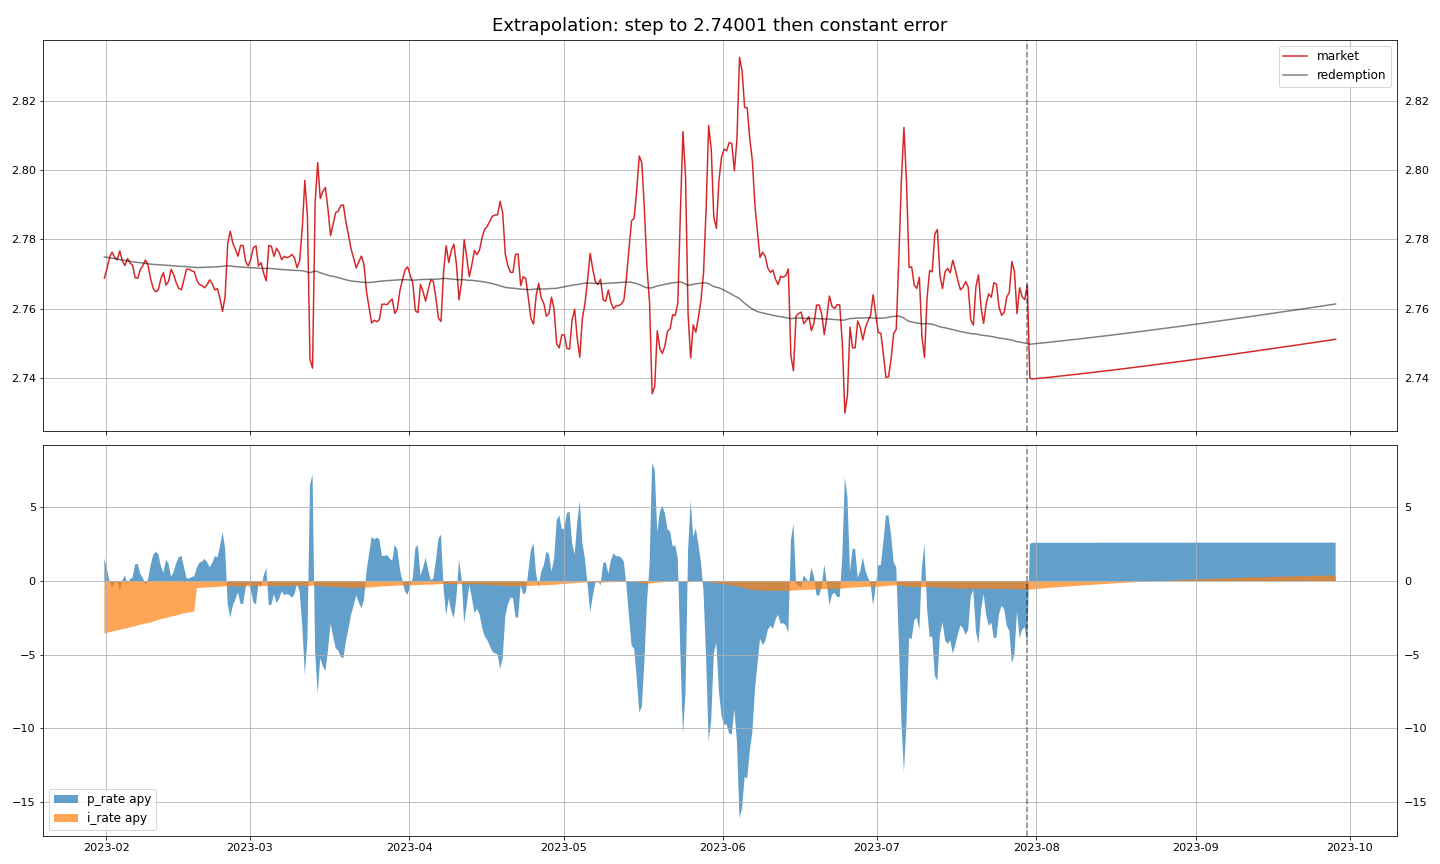 Extrapolation: step to 2.74001 then constant error
market
redemption
2.82 2.82
2.80 2.80
2.78 2.78
2.76 2.76
2.74 2.74
5 5
0 0
−5 −5
−10 −10
−15 −15
p_rate apy
i_rate apy
2023-02 2023-03 2023-04 2023-05 2023-06 2023-07 2023-08 2023-09 2023-10